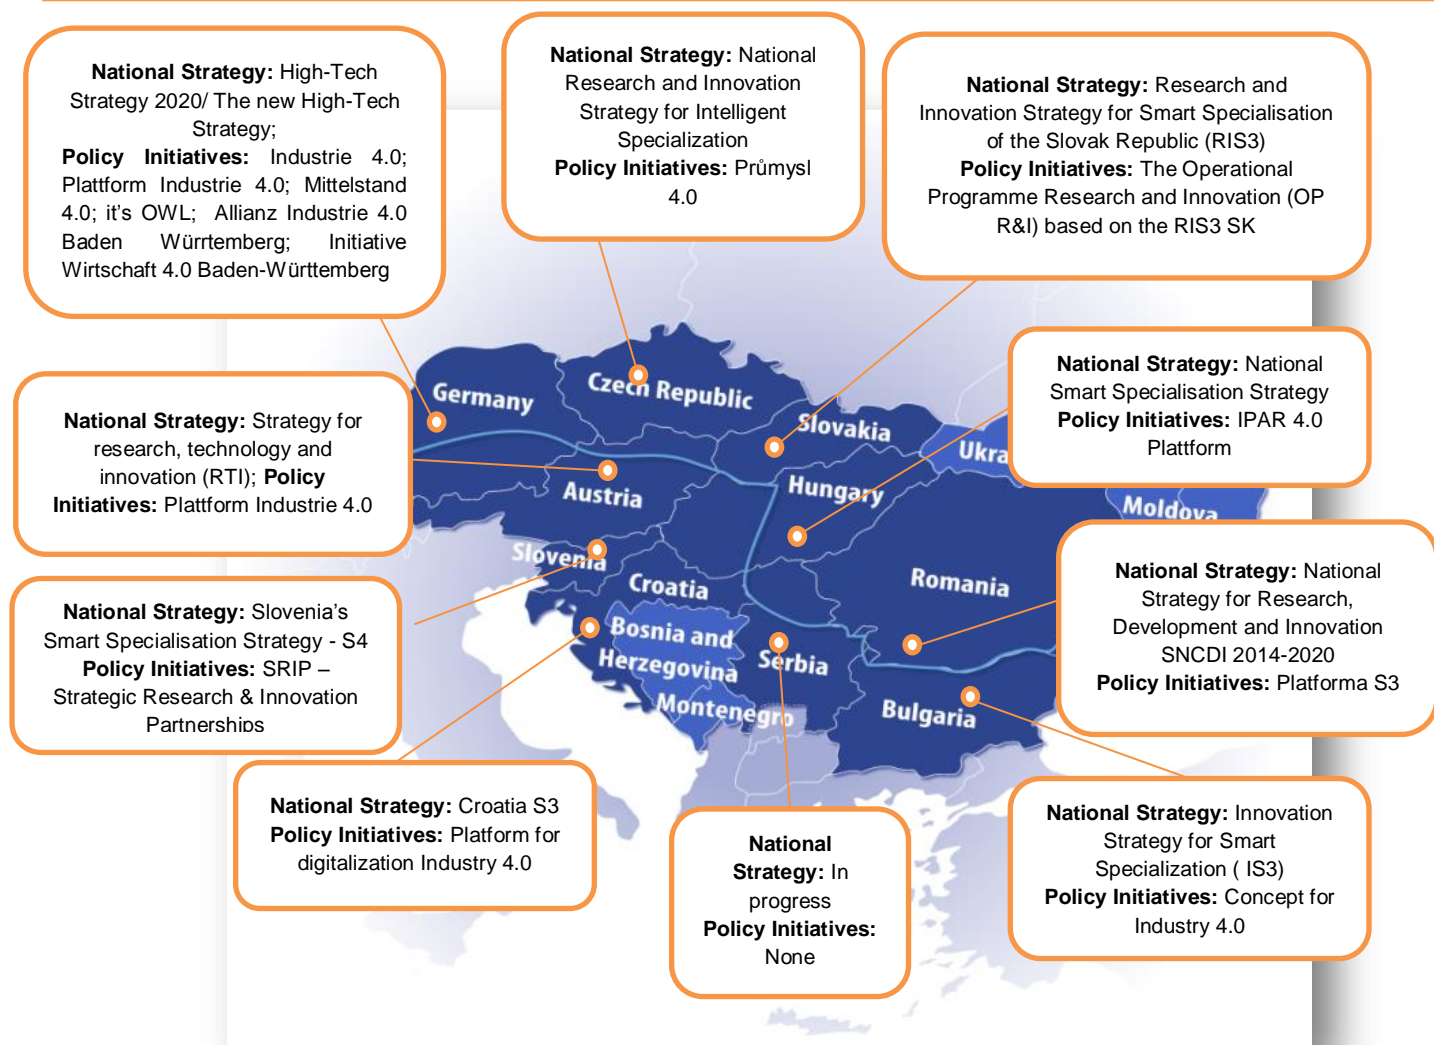 National Strategy: High-Tech
Strategy 2020/ The new High-Tech
Strategy;
Policy Initiatives: Industrie 4.0;
Plattform Industrie 4.0; Mittelstand
4.0; it's OWL; Allianz Industrie 4.0
Baden Würrtemberg; Initiative
Wirtschaft 4.0 Baden-Württemberg
National Strategy: National
Research and Innovation
Strategy for Intelligent
Specialization
Policy Initiatives: Průmysl
4.0
National Strategy: Research and
Innovation Strategy for Smart Specialisation
of the Slovak Republic (RIS3)
Policy Initiatives: The Operational
Programme Research and Innovation (OP
R&I) based on the RIS3 SK
National Strategy: National
Smart Specialisation Strategy
Policy Initiatives: IPAR 4.0
Plattform
National Strategy: Strategy for
research, technology and
innovation (RTI); Policy
Initiatives: Plattform Industrie 4.0
Germany
Czech Republic
Slovakia
Ukra
Austria
Hungary
Moldova
Slovenia
Croatia
Romania
Bosnia and
Herzegovina
Serbia
Montenegro
Bulgaria
National Strategy: National
Strategy for Research,
Development and Innovation
SNCDI 2014-2020
Policy Initiatives: Platforma S3
National Strategy: Slovenia's
Smart Specialisation Strategy - S4
Policy Initiatives: SRIP –
Strategic Research & Innovation
Partnerships
National Strategy: Croatia S3
Policy Initiatives: Platform for
digitalization Industry 4.0
National
Strategy: In
progress
Policy Initiatives:
None
National Strategy: Innovation
Strategy for Smart
Specialization ( IS3)
Policy Initiatives: Concept for
Industry 4.0